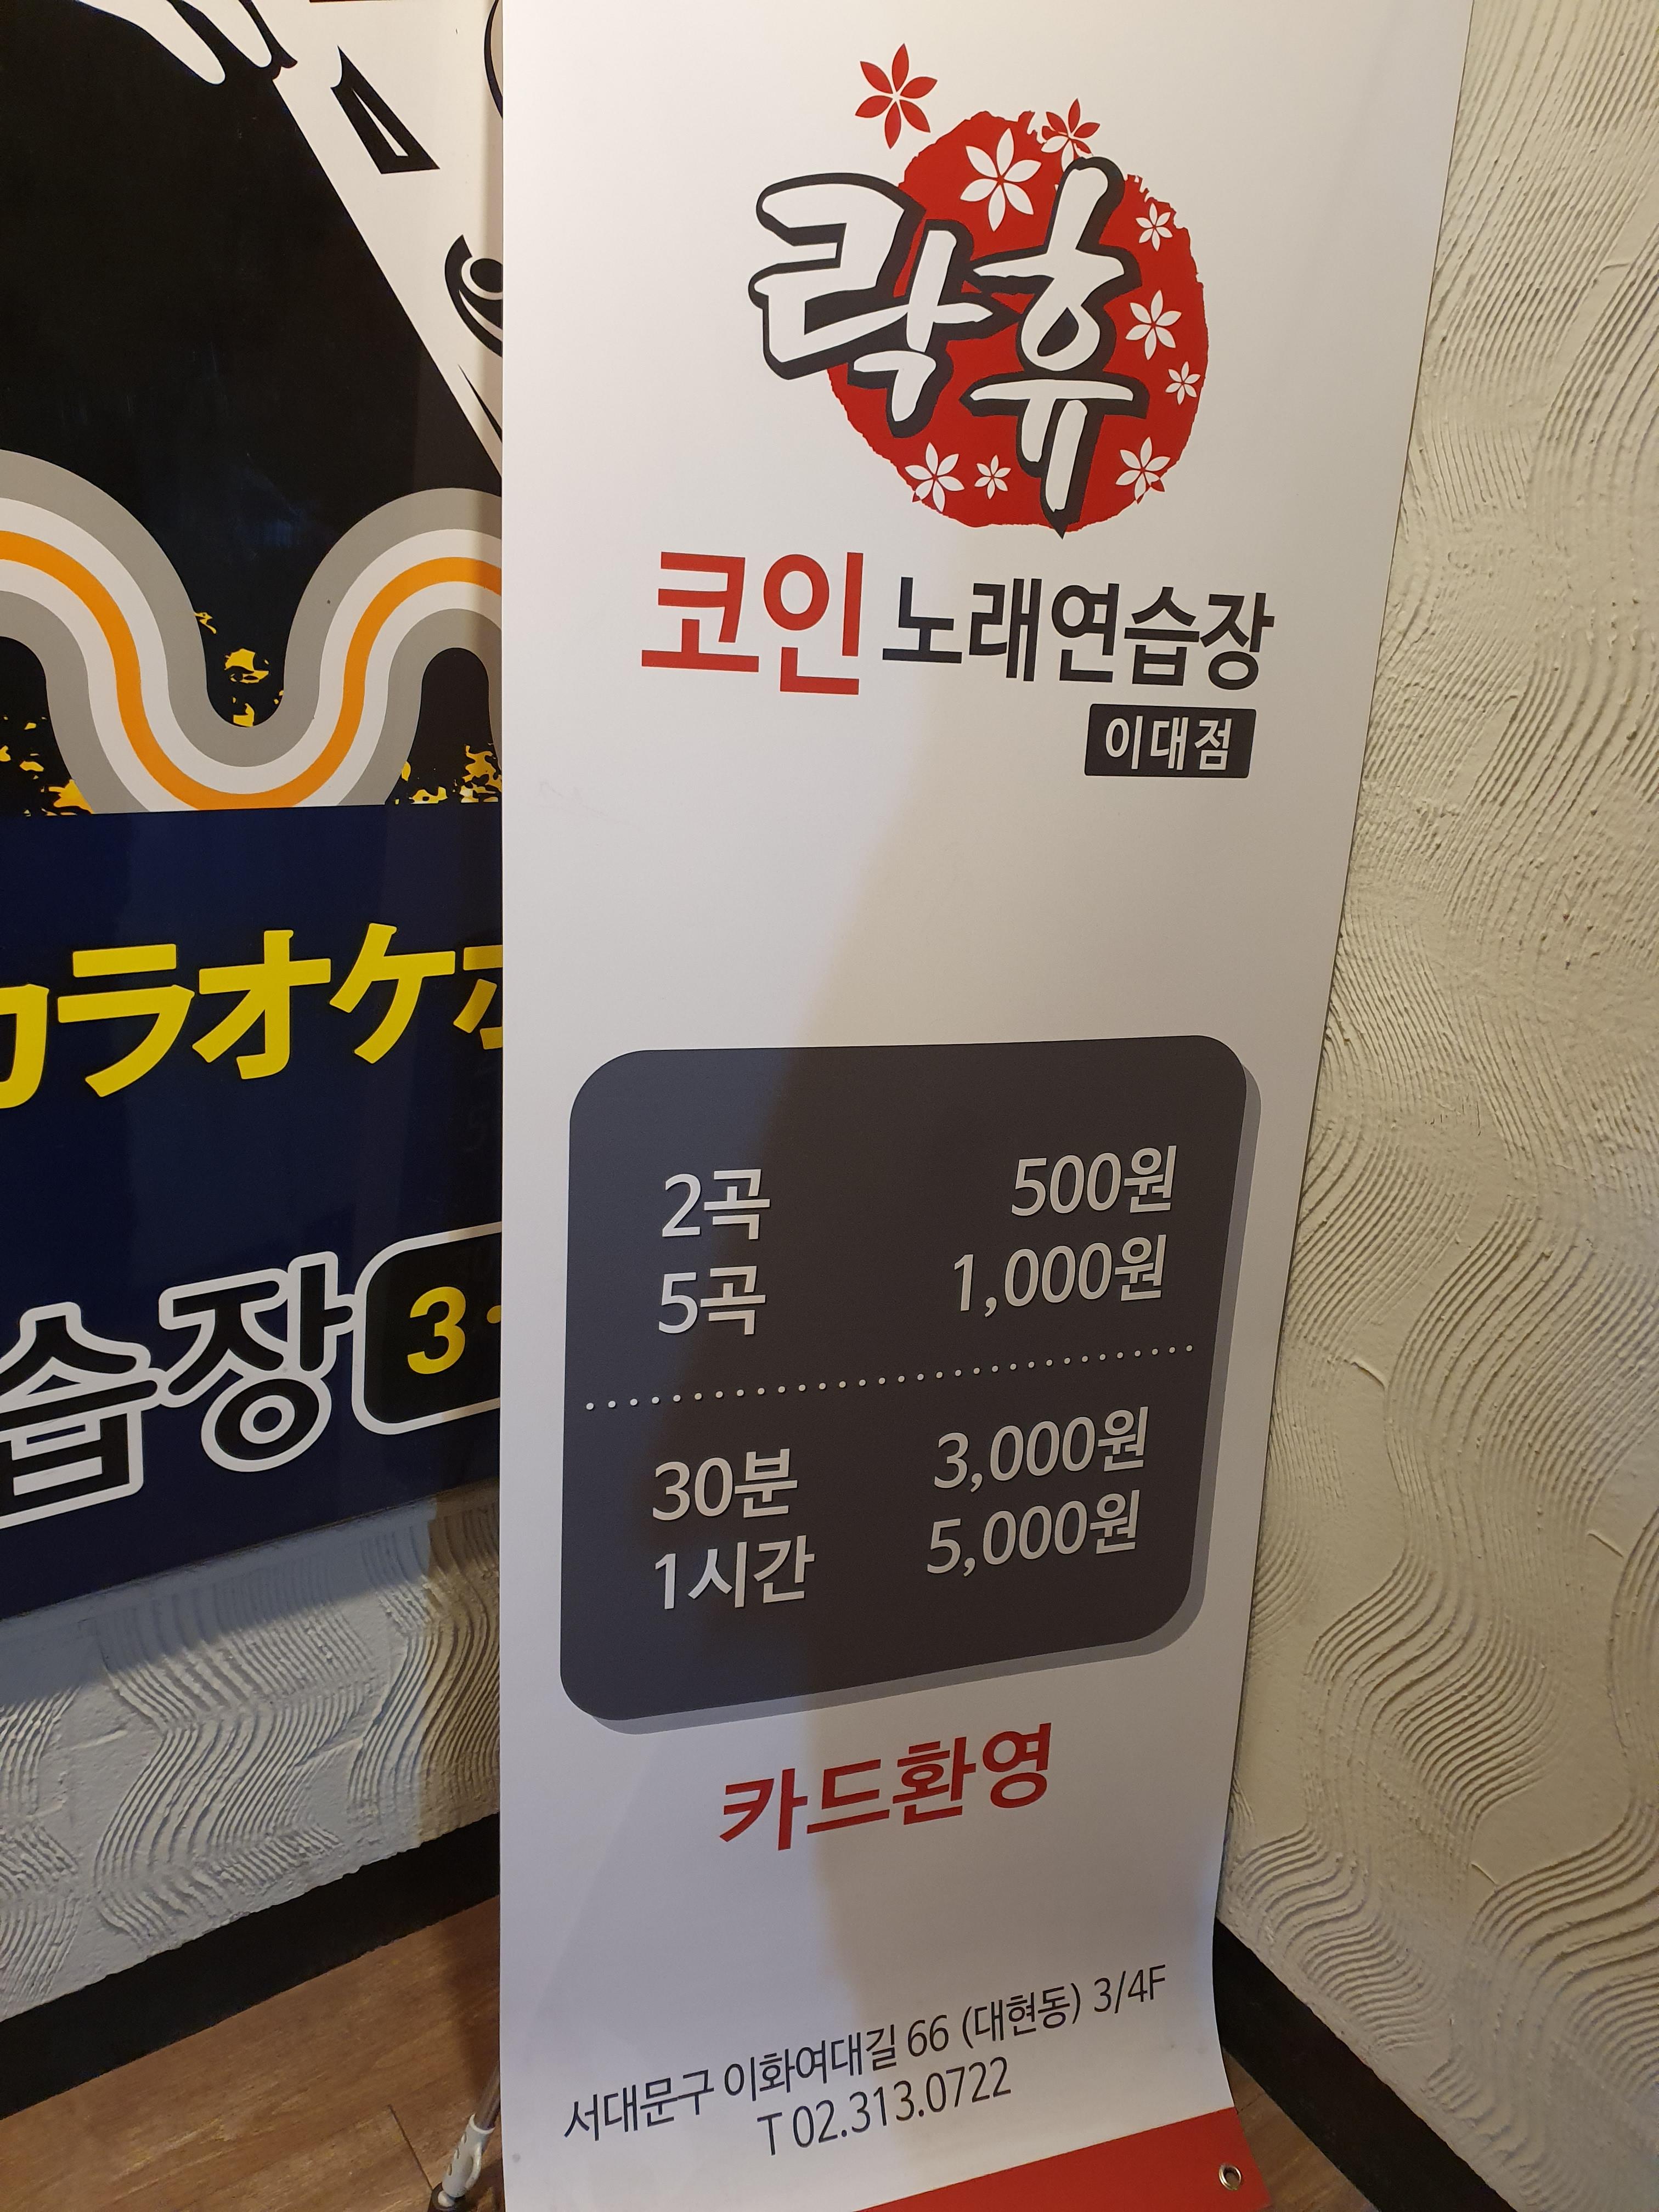 락휴
코인 노래연습장
이대점
2곡 500원
5곡 1,000원
30분 3,000원
1시간 5,000원
카드환영
서대문구 이화여대길 66 (대현동) 3/4F
T 02.313.0722
カラオケ
습장 3